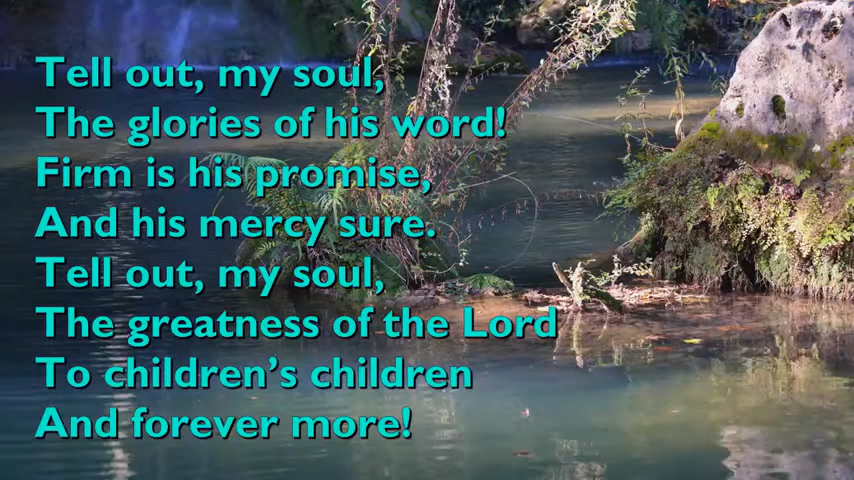 Tell out, my soul,
The glories of his word!
Firm is his promise,
And his mercy sure.
Tell out, my soul,
The greatness of the Lord
To children’s children
And forever more!